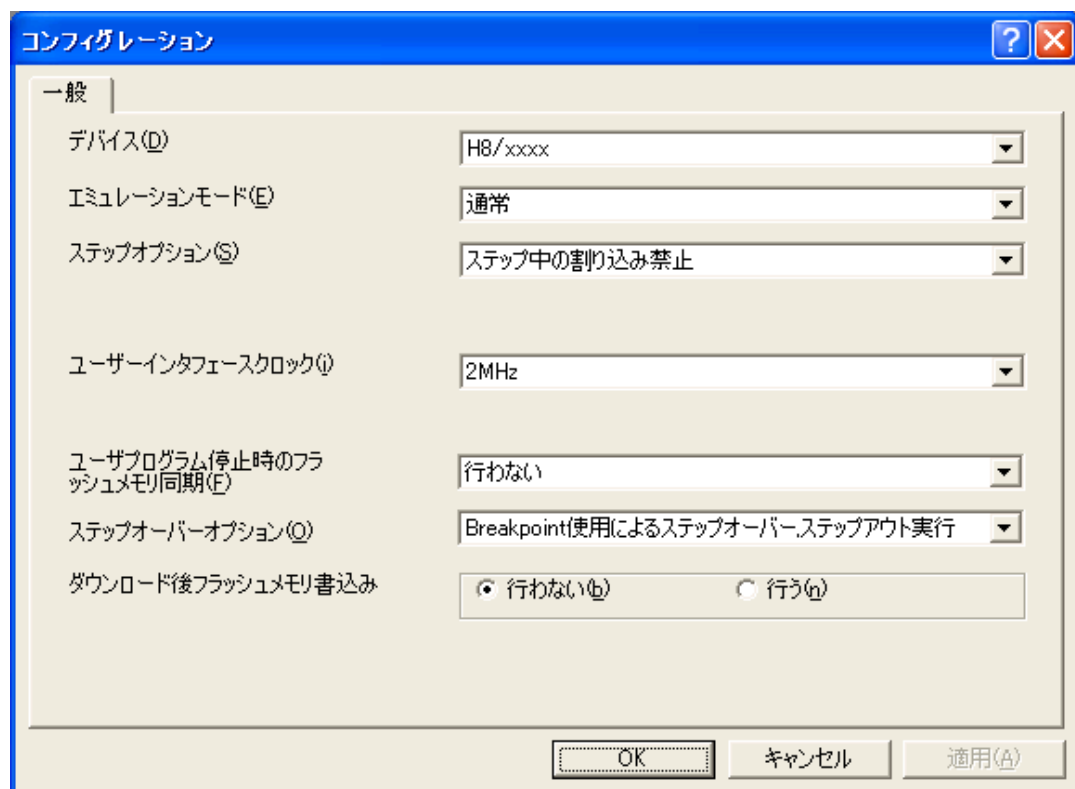 コンフィグレーション
一般
デバイス(D)
H8/xxxx
エミュレーションモード(E)
通常
ステップオプション(S)
ステップ中の割り込み禁止
ユーザーインタフェースクロック(i)
2MHz
ユーザプログラム停止時のフラ
ッシュメモリ同期(F)
行わない
ステップオーバーオプション(O)
Breakpoint使用によるステップオーバー,ステップアウト実行
ダウンロード後フラッシュメモリ書込み
行わない(b) 行う(n)
OK キャンセル 適用(A)